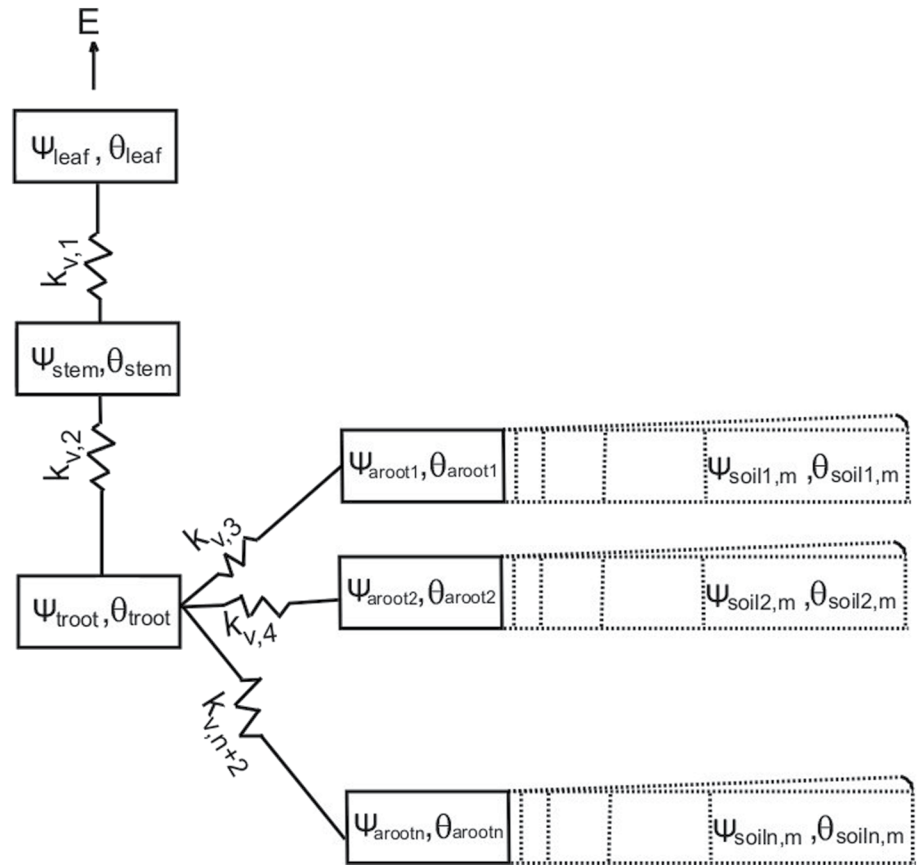 E
Ψleaf, θleaf
kv,1
Ψstem,θstem
kv,2
Ψtroot,θtroot
kv,3
kv,4
kv,n+2
Ψaroot1,θaroot1
Ψsoil1,m ,θsoil1,m
Ψaroot2,θaroot2
Ψsoil2,m ,θsoil2,m
Ψarootn,θarootn
Ψsoiln,m ,θsoiln,m